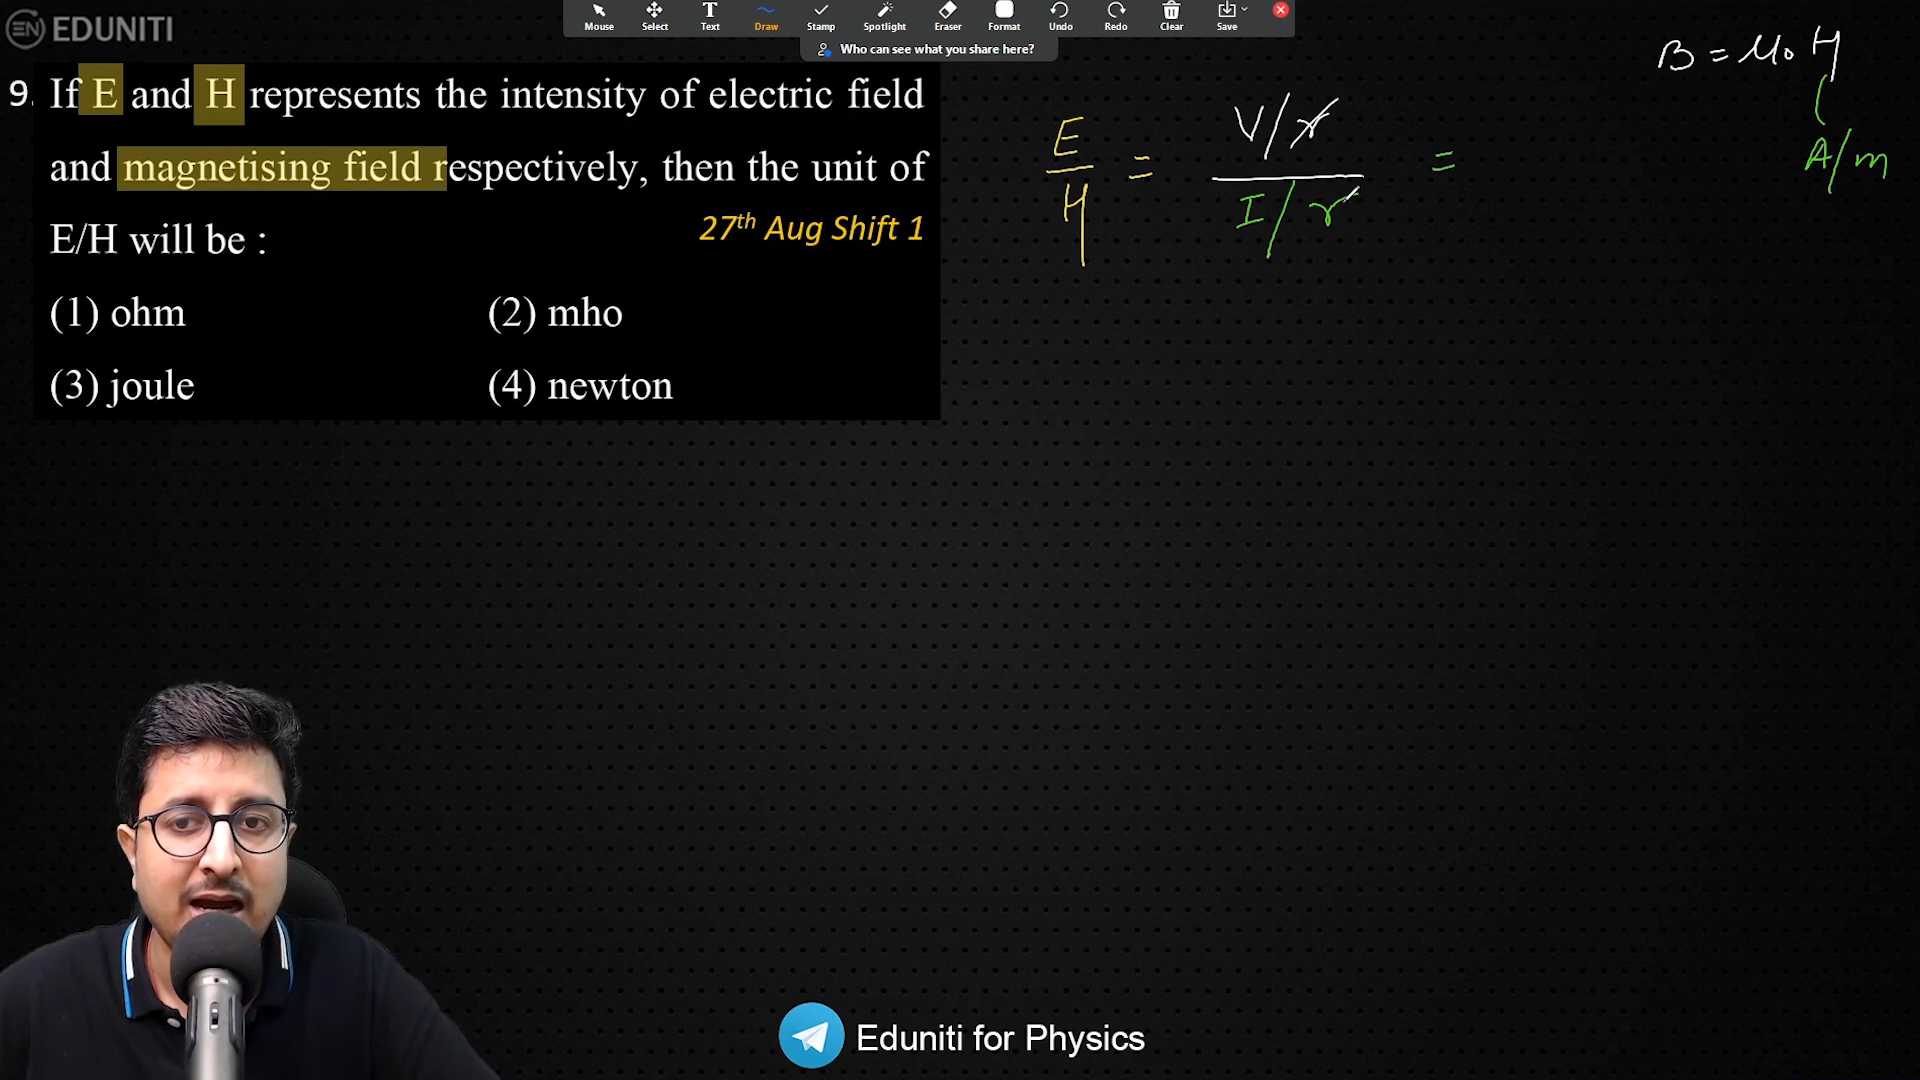 EN EDUNITI
Mouse Select Text Draw Stamp Spotlight Eraser Format Undo Redo Clear Save
Who can see what you share here?
B = μ₀ H
A/m
9. If E and H represents the intensity of electric field
and magnetising field respectively, then the unit of
E/H will be :
27th Aug Shift 1
(1) ohm (2) mho
(3) joule (4) newton
E/H = V/r / I/r =
Eduniti for Physics